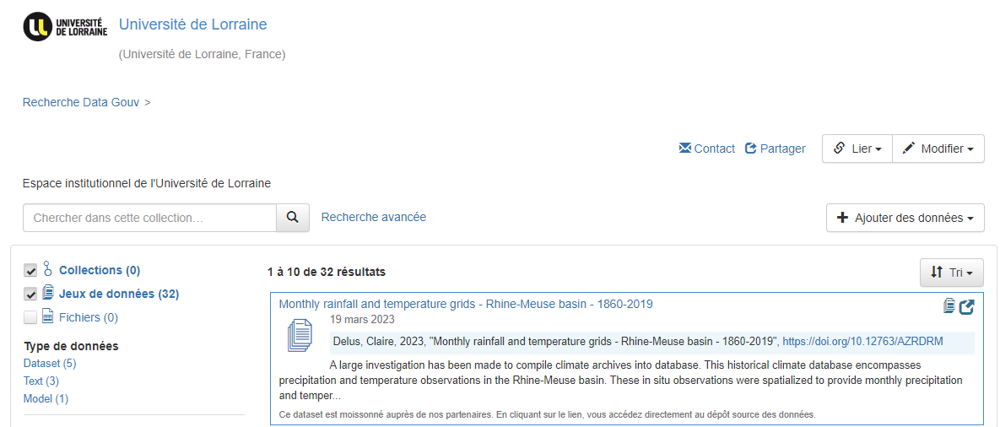 UNIVERSITÉ
DE LORRAINE
Université de Lorraine
(Université de Lorraine, France)
Recherche Data Gouv >
Contact Partager Lier Modifier
Espace institutionnel de l'Université de Lorraine
Chercher dans cette collection... Recherche avancée Ajouter des données
Collections (0)
Jeux de données (32)
Fichiers (0)
Type de données
Dataset (5)
Text (3)
Model (1)
1 à 10 de 32 résultats Tri
Monthly rainfall and temperature grids - Rhine-Meuse basin - 1860-2019
19 mars 2023
Delus, Claire, 2023, "Monthly rainfall and temperature grids - Rhine-Meuse basin - 1860-2019", https://doi.org/10.12763/AZRDRM
A large investigation has been made to compile climate archives into database. This historical climate database encompasses
precipitation and temperature observations in the Rhine-Meuse basin. These in situ observations were spatialized to provide monthly precipitation
and temper...
Ce dataset est moissonné auprès de nos partenaires. En cliquant sur le lien, vous accédez directement au dépôt source des données.